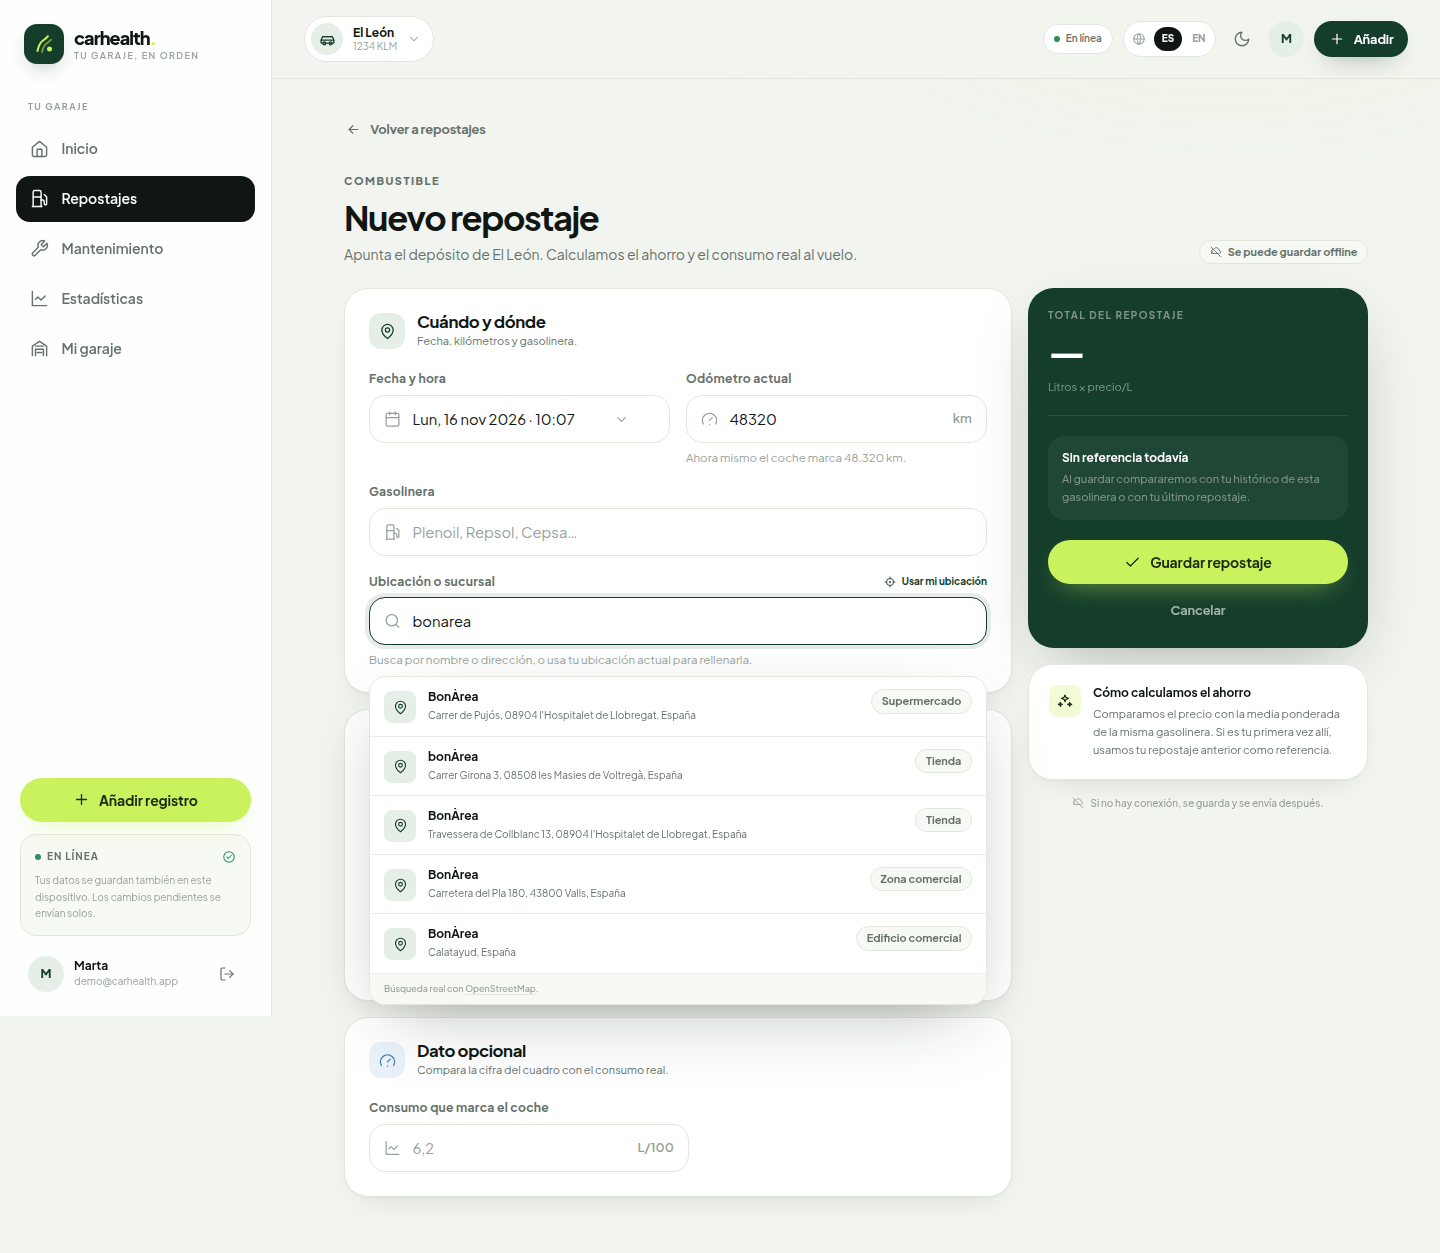 carhealth.
TU GARAJE, EN ORDEN
TU GARAJE
Inicio
Repostajes
Mantenimiento
Estadísticas
Mi garaje
Añadir registro
EN LÍNEA
Tus datos se guardan también en este
dispositivo. Los cambios pendientes se
envían solos.
M
Marta
demo@carhealth.app
El León
1234 KLM
En línea
ES
EN
M
Añadir
Volver a repostajes
COMBUSTIBLE
Nuevo repostaje
Apunta el depósito de El León. Calculamos el ahorro y el consumo real al vuelo.
Se puede guardar offline
Cuándo y dónde
Fecha, kilómetros y gasolinera.
Fecha y hora
Lun, 16 nov 2026 · 10:07
Odómetro actual
48320 km
Ahora mismo el coche marca 48.320 km.
Gasolinera
Plenoil, Repsol, Cepsa…
Ubicación o sucursal
Usar mi ubicación
bonarea
Busca por nombre o dirección, o usa tu ubicación actual para rellenarla.
BonÀrea
Carrer de Pujós, 08904 l'Hospitalet de Llobregat, España
Supermercado
bonÀrea
Carrer Girona 3, 08508 les Masies de Voltregà, España
Tienda
BonÀrea
Travessera de Collblanc 13, 08904 l'Hospitalet de Llobregat, España
Tienda
BonÀrea
Carretera del Pla 180, 43800 Valls, España
Zona comercial
BonÀrea
Calatayud, España
Edificio comercial
Búsqueda real con OpenStreetMap.
Dato opcional
Compara la cifra del cuadro con el consumo real.
Consumo que marca el coche
6,2 L/100
TOTAL DEL REPOSTAJE
—
Litros × precio/L
Sin referencia todavía
Al guardar compararemos con tu histórico de esta
gasolinera o con tu último repostaje.
Guardar repostaje
Cancelar
Cómo calculamos el ahorro
Comparamos el precio con la media ponderada
de la misma gasolinera. Si es tu primera vez allí,
usamos tu repostaje anterior como referencia.
Si no hay conexión, se guarda y se envía después.